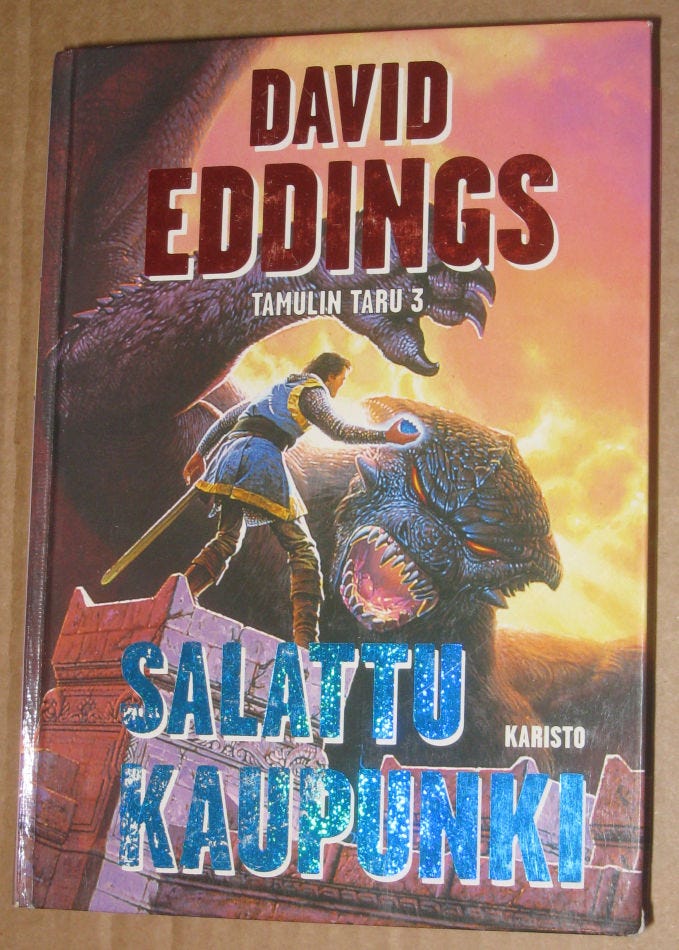 DAVID
EDDINGS
TAMULIN TARU 3
SALATTU
KARISTO
KAUPUNKI